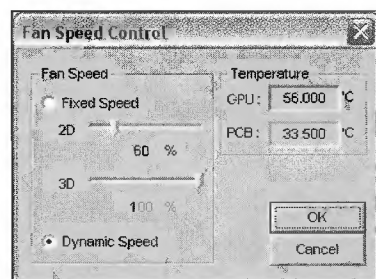 Fan Speed Control
Fan Speed
Fixed Speed
2D
60 %
3D
100 %
Dynamic Speed
Temperature
GPU : 56.000 °C
PCB : 33.500 °C
OK
Cancel